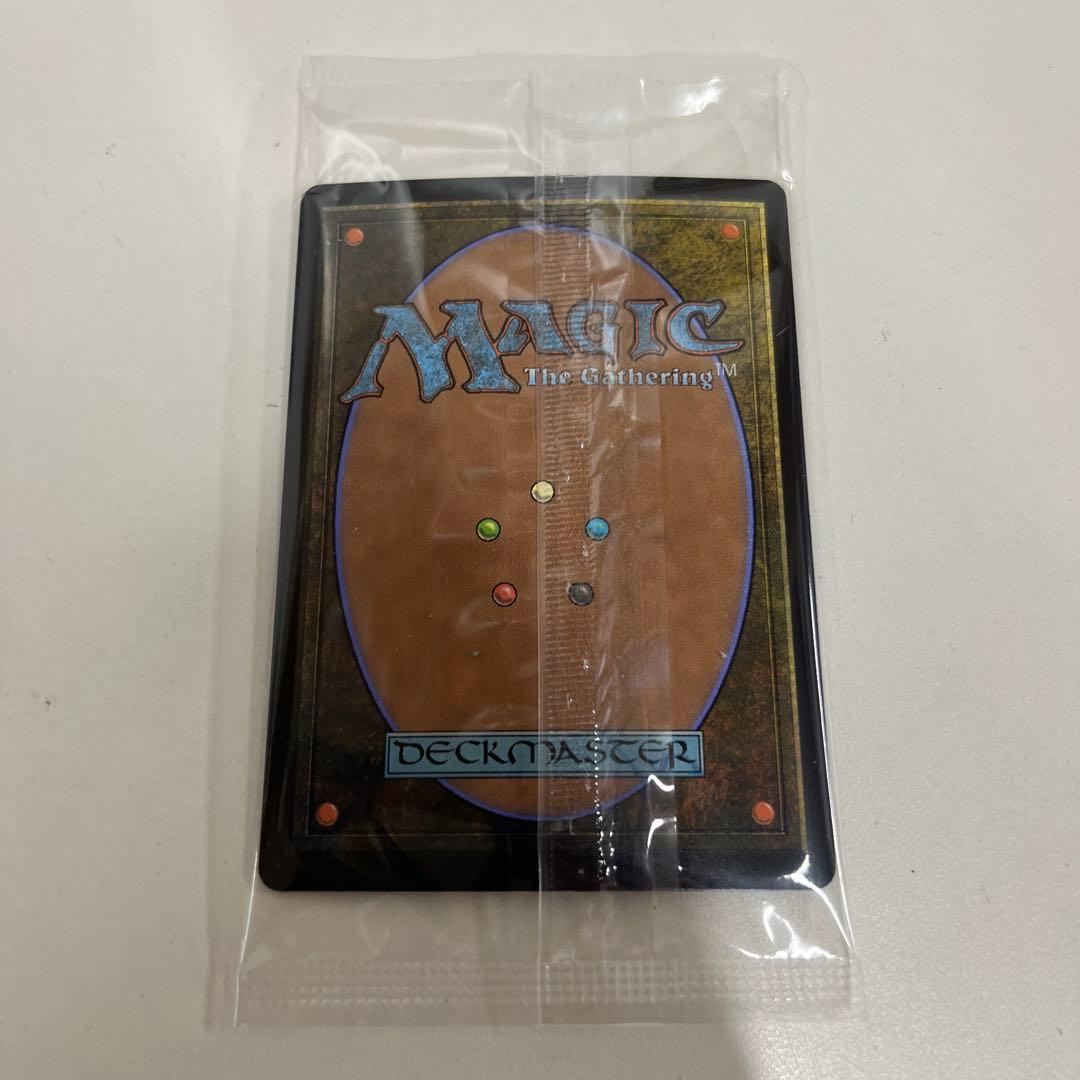 MAGIC
The Gathering™
DECKMASTER